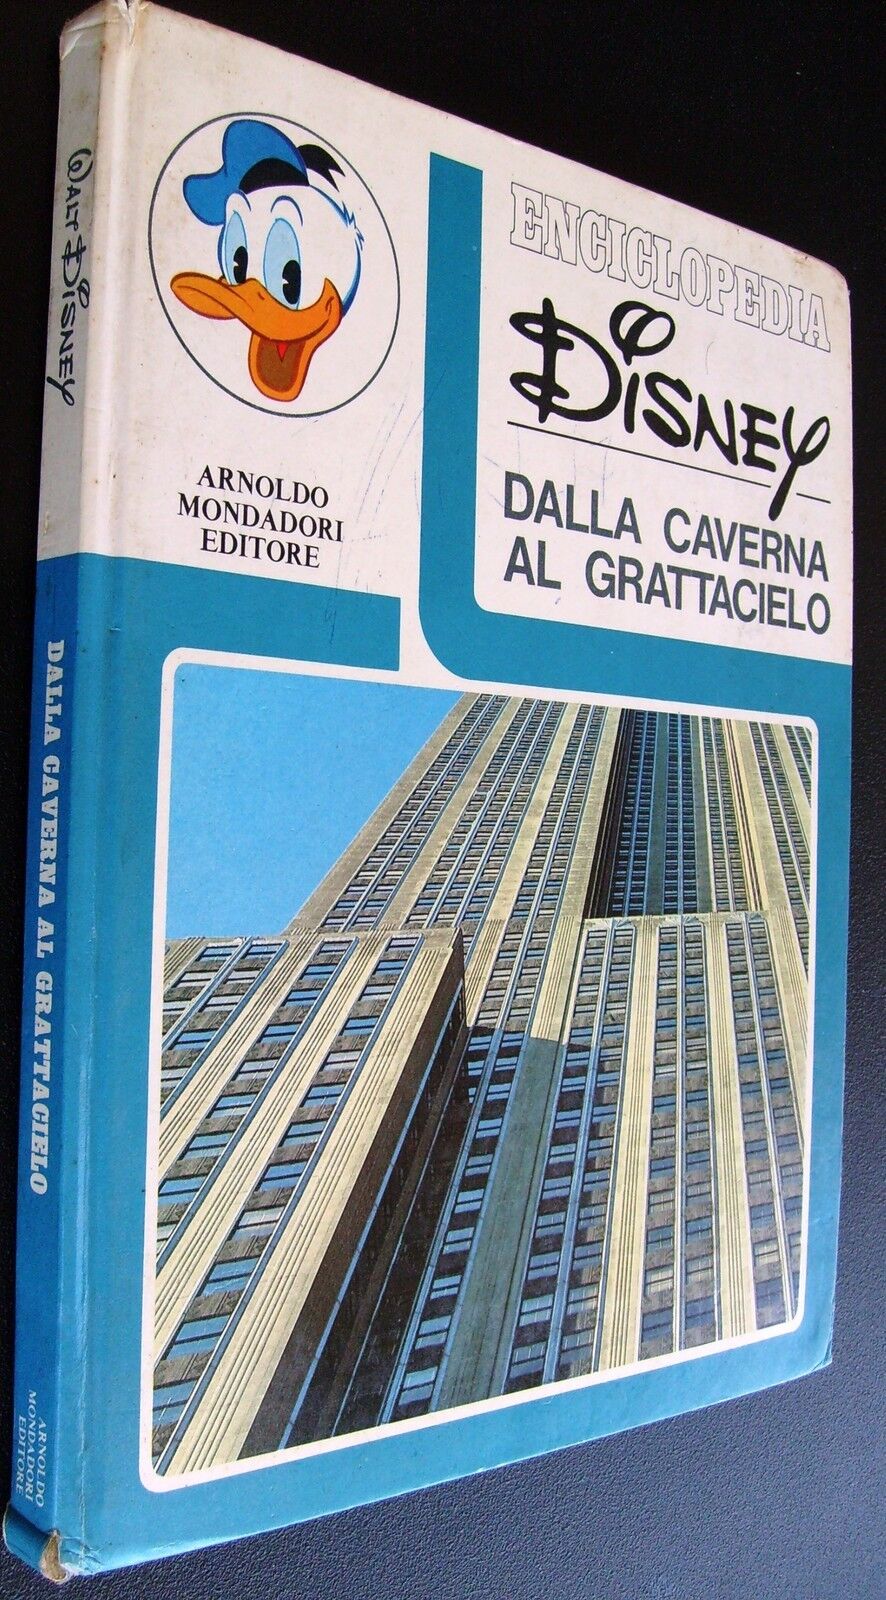 WALT DISNEY
DALLA CAVERNA AL GRATTACIELO
ARNOLDO
MONDADORI
EDITORE
ARNOLDO
MONDADORI
EDITORE
ENCICLOPEDIA
DISNEY
DALLA CAVERNA
AL GRATTACIELO